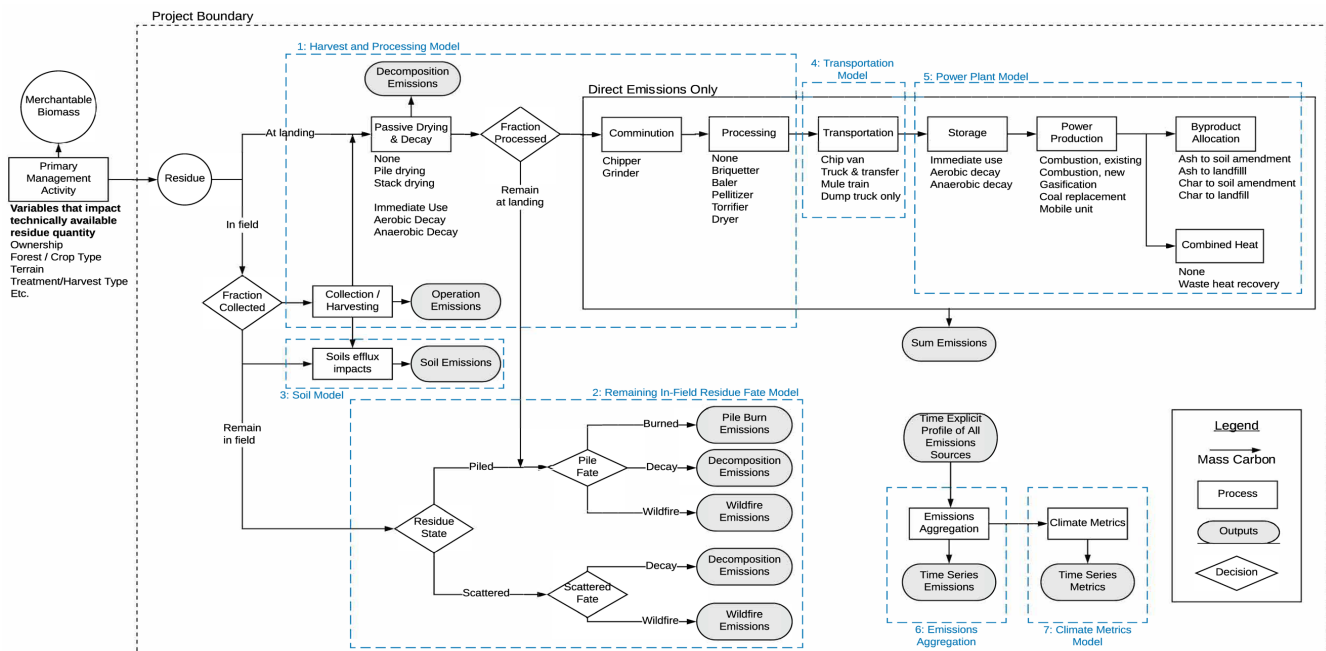 Project Boundary
Merchantable
Biomass
Primary
Management
Activity
Variables that impact
technically available
residue quantity
Ownership
Forest / Crop Type
Terrain
Treatment/Harvest Type
Etc.
Residue
At landing
In field
Fraction
Collected
Remain
in field
1: Harvest and Processing Model
Decomposition
Emissions
Passive Drying
& Decay
None
Pile drying
Stack drying
Immediate Use
Aerobic Decay
Anaerobic Decay
Fraction
Processed
Remain
at landing
Collection /
Harvesting
Operation
Emissions
Soils efflux
impacts
Soil Emissions
3: Soil Model
Direct Emissions Only
Comminution
Chipper
Grinder
Processing
None
Briquetter
Baler
Pellitizer
Torrifier
Dryer
4: Transportation
Model
Transportation
Chip van
Truck & transfer
Mule train
Dump truck only
5: Power Plant Model
Storage
Immediate use
Aerobic decay
Anaerobic decay
Power
Production
Combustion, existing
Combustion, new
Gasification
Coal replacement
Mobile unit
Byproduct
Allocation
Ash to soil amendment
Ash to landfilll
Char to soil amendment
Char to landfill
Combined Heat
None
Waste heat recovery
Sum Emissions
2: Remaining In-Field Residue Fate Model
Residue
State
Piled
Scattered
Pile
Fate
Burned
Decay
Wildfire
Pile Burn
Emissions
Decomposition
Emissions
Wildfire
Emissions
Scattered
Fate
Decay
Wildfire
Decomposition
Emissions
Wildfire
Emissions
Time Explicit
Profile of All
Emissions
Sources
Emissions
Aggregation
Time Series
Emissions
6: Emissions
Aggregation
Climate Metrics
Time Series
Metrics
7: Climate Metrics
Model
Legend
Mass Carbon
Process
Outputs
Decision